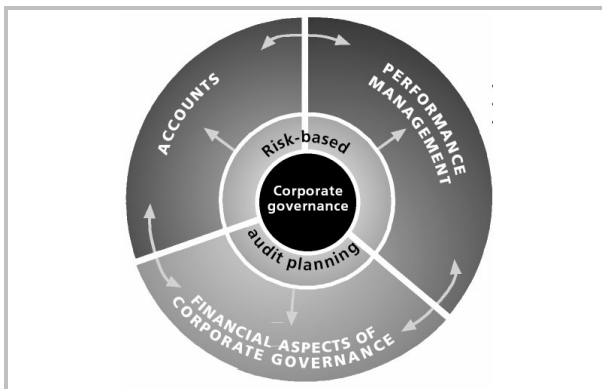 ACCOUNTS
PERFORMANCE
MANAGEMENT
Risk-based
Corporate
governance
audit planning
FINANCIAL ASPECTS OF
CORPORATE GOVERNANCE